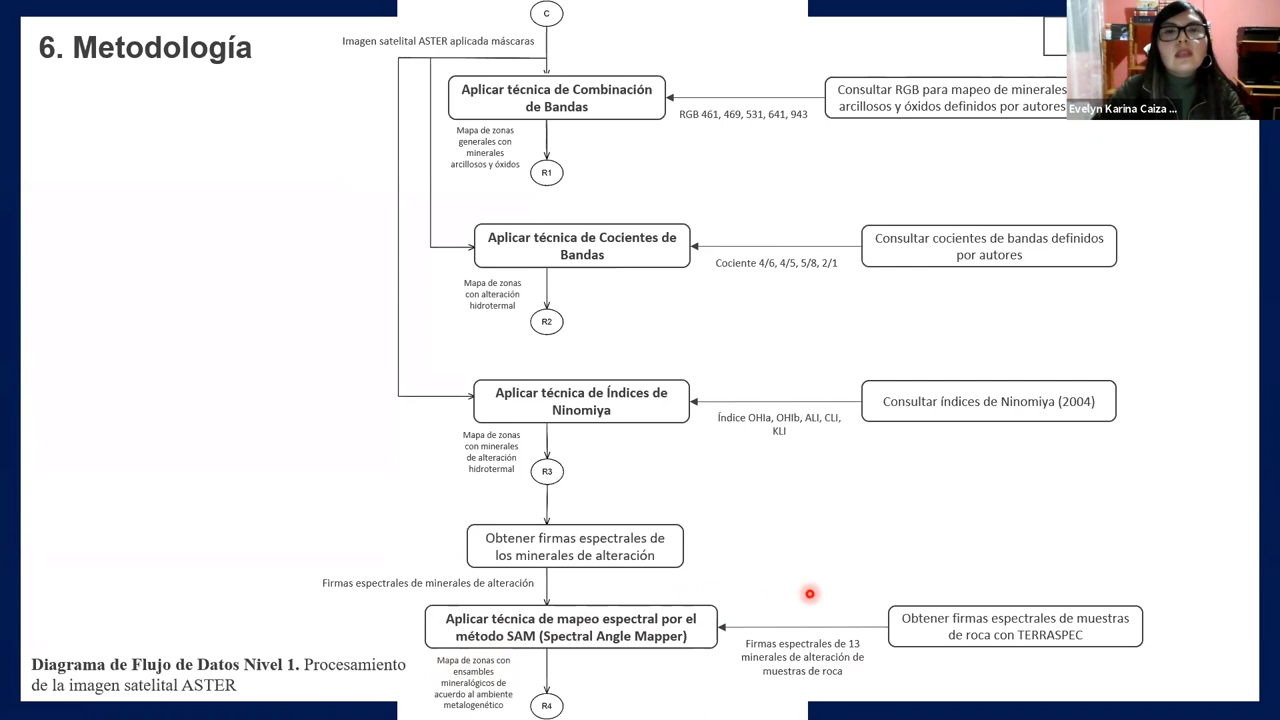 6. Metodología
C
Imagen satelital ASTER aplicada máscaras
Aplicar técnica de Combinación
de Bandas
RGB 461, 469, 531, 641, 943
Consultar RGB para mapeo de minerales
arcillosos y óxidos definidos por autores
Evelyn Karina Caiza ...
Mapa de zonas
generales con
minerales
arcillosos y óxidos
R1
Aplicar técnica de Cocientes de
Bandas
Cociente 4/6, 4/5, 5/8, 2/1
Consultar cocientes de bandas definidos
por autores
Mapa de zonas
con alteración
hidrotermal
R2
Aplicar técnica de Índices de
Ninomiya
Índice OHIa, OHIb, ALI, CLI,
KLI
Consultar índices de Ninomiya (2004)
Mapa de zonas
con minerales
de alteración
hidrotermal
R3
Obtener firmas espectrales de
los minerales de alteración
Firmas espectrales de minerales de alteración
Aplicar técnica de mapeo espectral por el
método SAM (Spectral Angle Mapper)
Firmas espectrales de 13
minerales de alteración de
muestras de roca
Obtener firmas espectrales de muestras
de roca con TERRASPEC
Mapa de zonas con
ensambles
mineralógicos de
acuerdo al ambiente
metalogenético
R4
Diagrama de Flujo de Datos Nivel 1. Procesamiento
de la imagen satelital ASTER